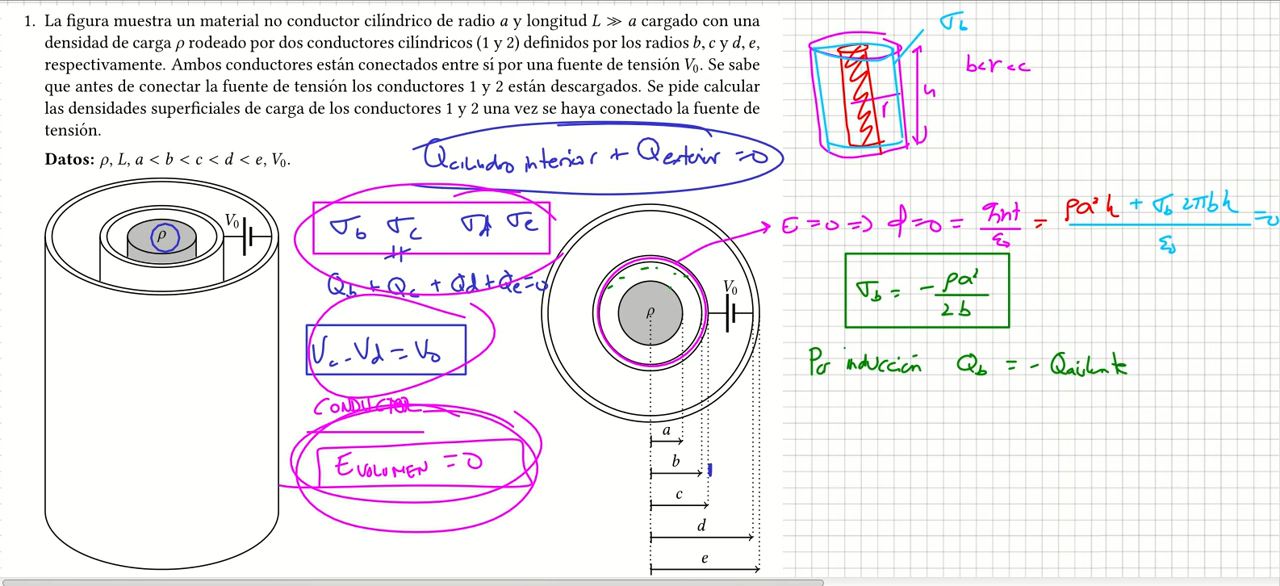 1. La figura muestra un material no conductor cilíndrico de radio a y longitud L ≫ a cargado con una
densidad de carga ρ rodeado por dos conductores cilíndricos (1 y 2) definidos por los radios b, c y d, e,
respectivamente. Ambos conductores están conectados entre sí por una fuente de tensión V₀. Se sabe
que antes de conectar la fuente de tensión los conductores 1 y 2 están descargados. Se pide calcular
las densidades superficiales de carga de los conductores 1 y 2 una vez se haya conectado la fuente de
tensión.
Datos: ρ, L, a < b < c < d < e, V₀.
Qcilindro interior + Qexterior = 0
σb
b<r<c
h
r
V₀
ρ
σb σc σd σe
Qb + Qc + Qd + Qe = 0
Vc - Vd = V₀
CONDUCTOR
EVOLUMEN = 0
V₀
ρ
a
b
c
d
e
E = 0 ⇒ ϕ = 0 = qint/ε₀ = (ρa²h + σb 2πbh)/ε₀ = 0
σb = - ρa²/2b
Por inducción Qb = - Qaislante